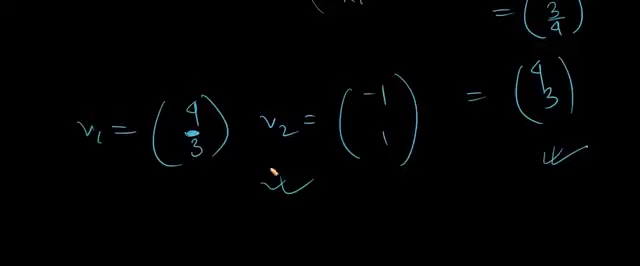 = (3/4)
v₁ = (4 3) v₂ = (-1 1) = (4 3)